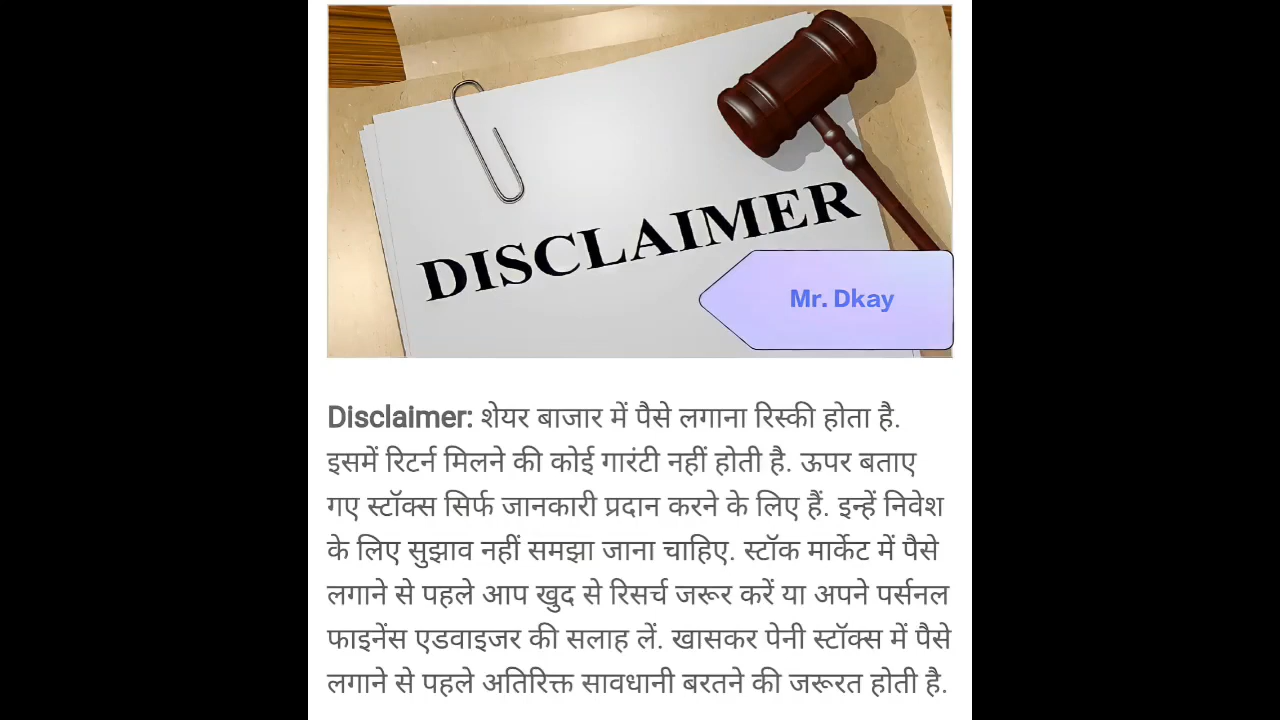 DISCLAIMER
Mr. Dkay
Disclaimer: शेयर बाजार में पैसे लगाना रिस्की होता है.
इसमें रिटर्न मिलने की कोई गारंटी नहीं होती है. ऊपर बताए
गए स्टॉक्स सिर्फ जानकारी प्रदान करने के लिए हैं. इन्हें निवेश
के लिए सुझाव नहीं समझा जाना चाहिए. स्टॉक मार्केट में पैसे
लगाने से पहले आप खुद से रिसर्च जरूर करें या अपने पर्सनल
फाइनेंस एडवाइजर की सलाह लें. खासकर पेनी स्टॉक्स में पैसे
लगाने से पहले अतिरिक्त सावधानी बरतने की जरूरत होती है.